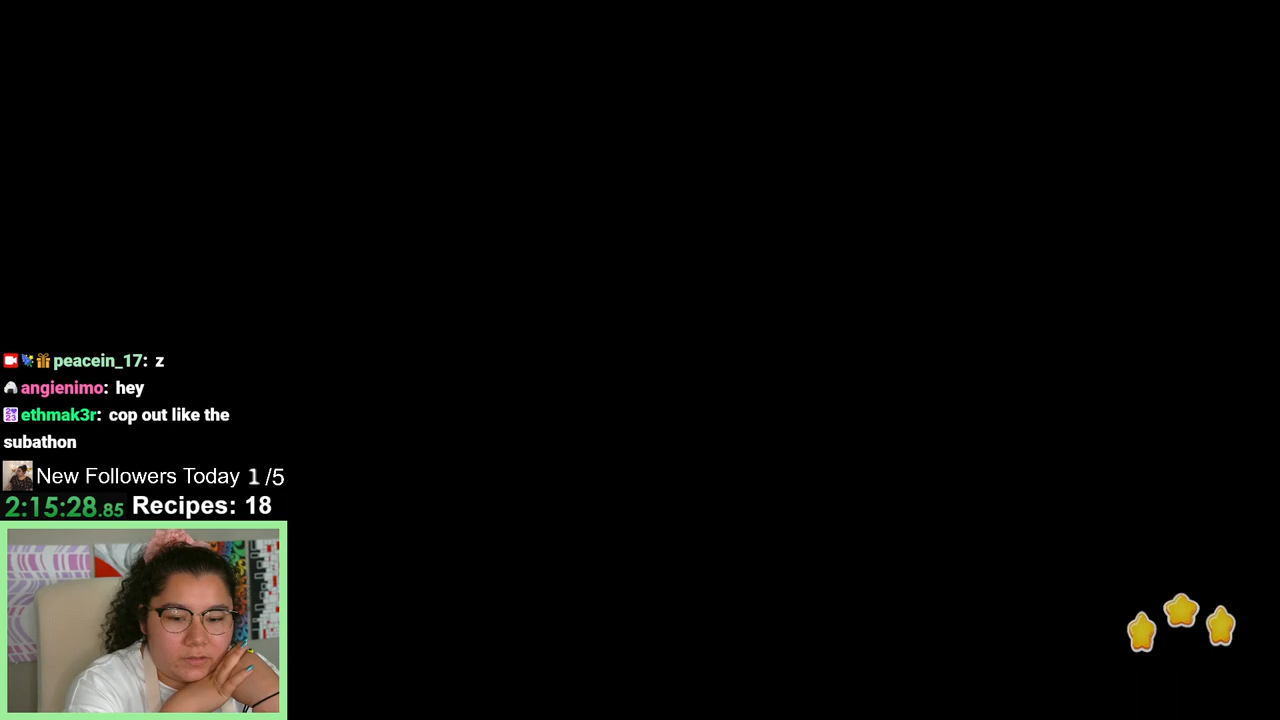 peacein_17: z
angienimo: hey
ethmak3r: cop out like the
subathon
New Followers Today 1 /5
2:15:28.85 Recipes: 18